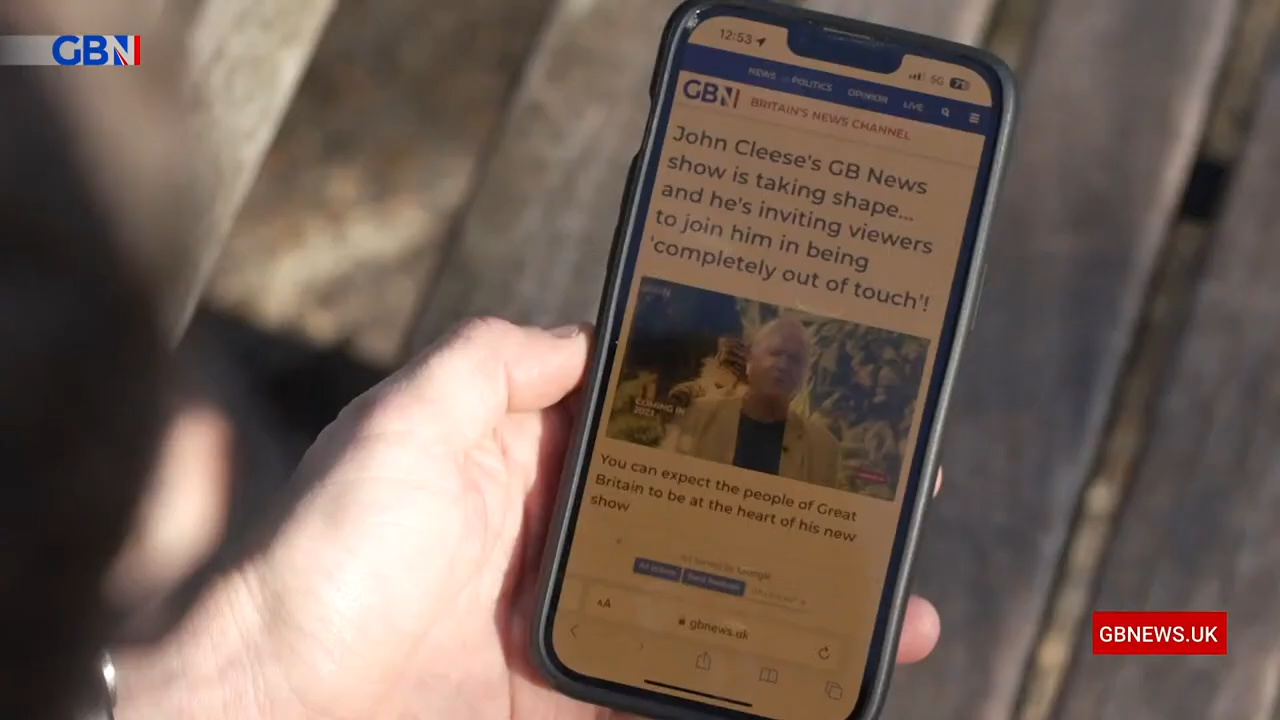 GBN
12:53
5G
NEWS
POLITICS
OPINION
LIVE
GBN
BRITAIN'S NEWS CHANNEL
John Cleese's GB News
show is taking shape...
and he's inviting viewers
to join him in being
'completely out of touch'!
COMING IN
2023
You can expect the people of Great
Britain to be at the heart of his new
show
Google
AA
gbnews.uk
GBNEWS.UK